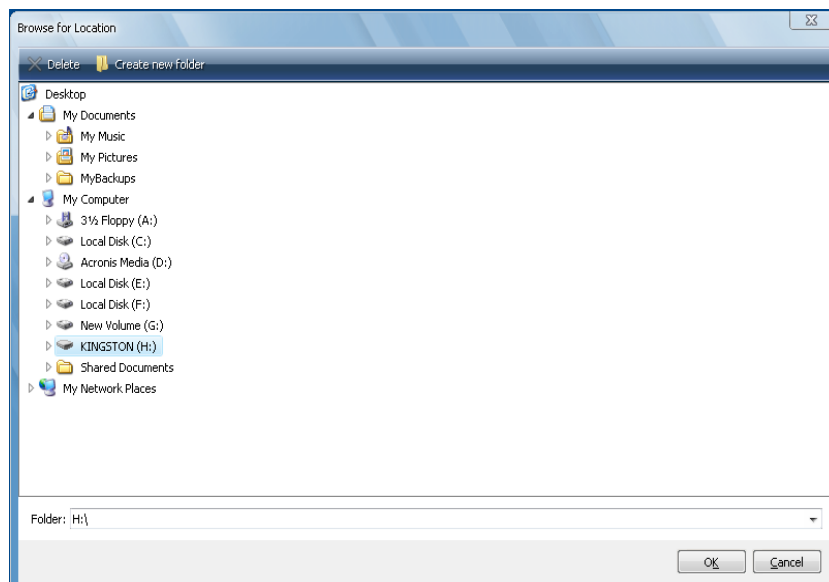 Browse for Location
Delete Create new folder
Desktop
My Documents
My Music
My Pictures
MyBackups
My Computer
3½ Floppy (A:)
Local Disk (C:)
Acronis Media (D:)
Local Disk (E:)
Local Disk (F:)
New Volume (G:)
KINGSTON (H:)
Shared Documents
My Network Places
Folder: H:\
OK Cancel